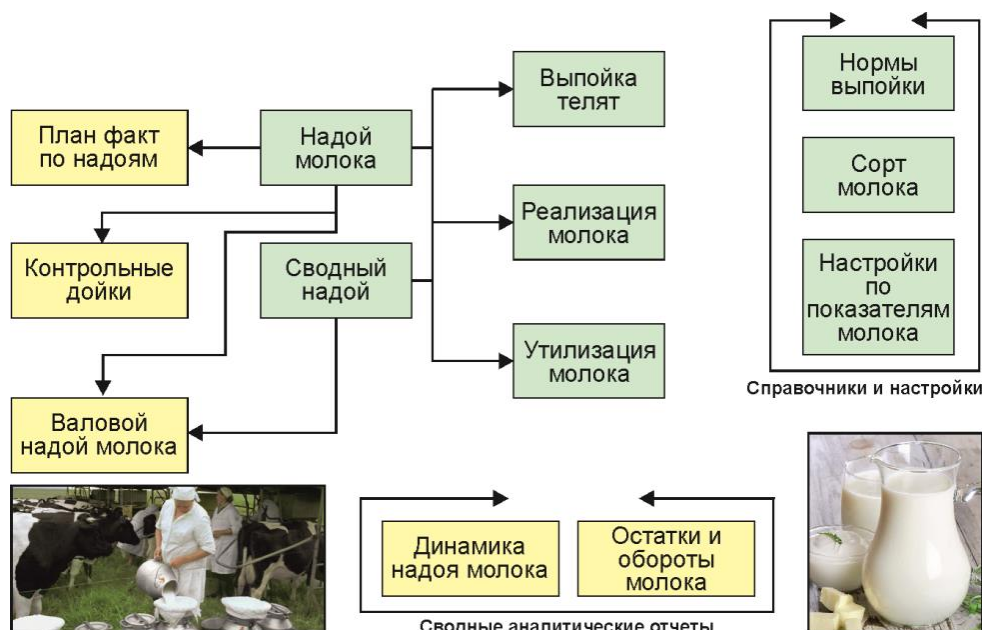 План факт
по надоям
Надой
молока
Выпойка
телят
Нормы
выпойки
Контрольные
дойки
Сводный
надой
Реализация
молока
Сорт
молока
Валовой
надой молока
Утилизация
молока
Настройки
по
показателям
молока
Справочники и настройки
Динамика
надоя молока
Остатки и
обороты
молока
Сводные аналитические отчеты